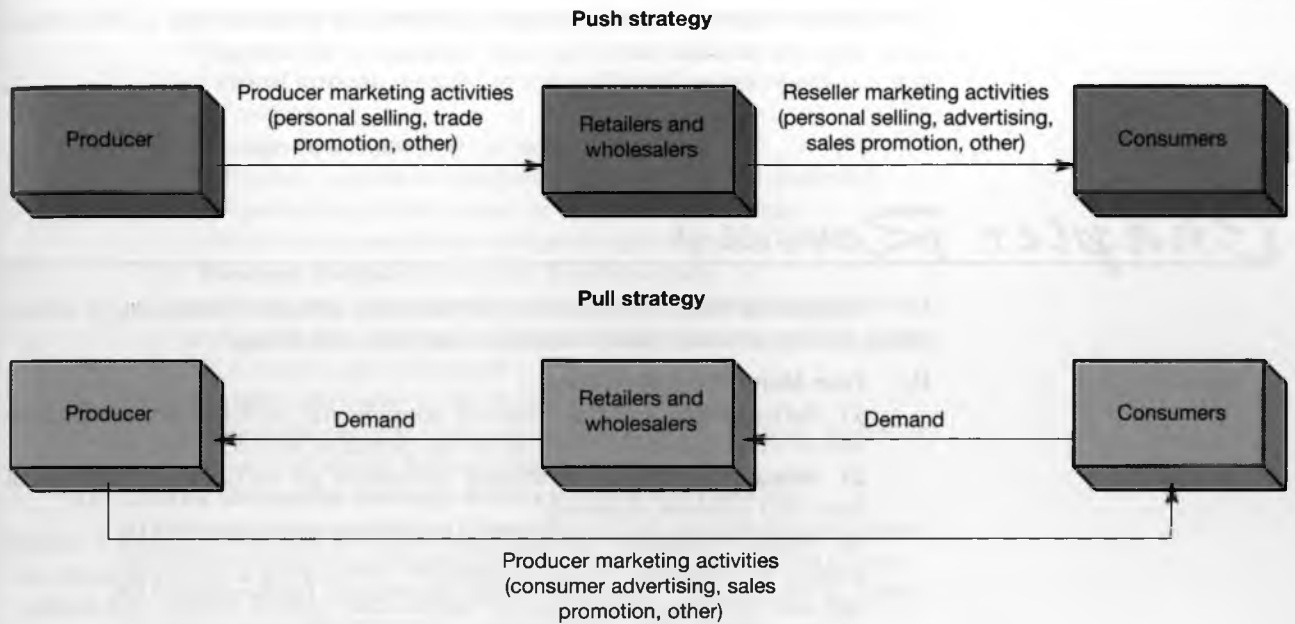 Push strategy
Producer
Producer marketing activities
(personal selling, trade
promotion, other)
Retailers and
wholesalers
Reseller marketing activities
(personal selling, advertising,
sales promotion, other)
Consumers
Pull strategy
Producer
Demand
Retailers and
wholesalers
Demand
Consumers
Producer marketing activities
(consumer advertising, sales
promotion, other)